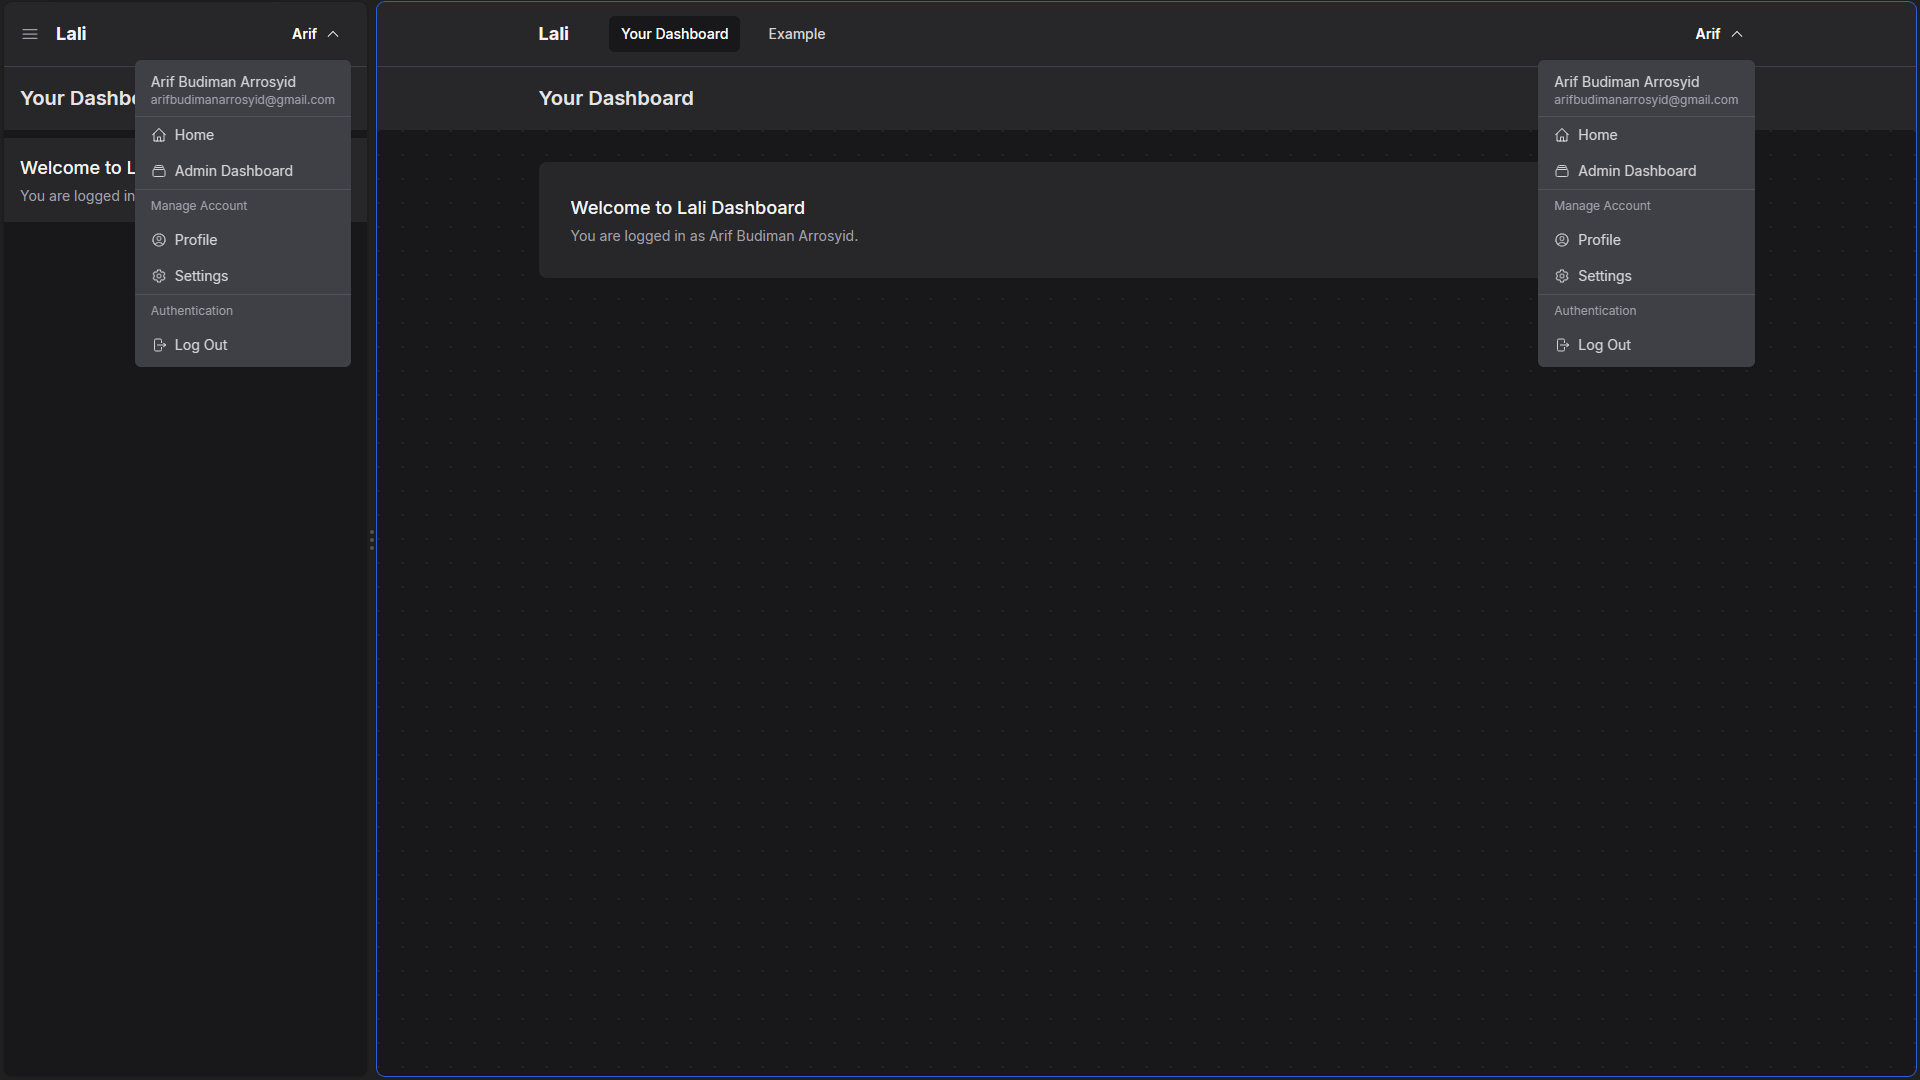 Lali
Arif
Arif Budiman Arrosyid
arifbudimanarrosyid@gmail.com
Your Dashb
Home
Welcome to L
Admin Dashboard
You are logged in
Manage Account
Profile
Settings
Authentication
Log Out
Lali
Your Dashboard
Example
Arif
Arif Budiman Arrosyid
arifbudimanarrosyid@gmail.com
Your Dashboard
Home
Admin Dashboard
Manage Account
Welcome to Lali Dashboard
You are logged in as Arif Budiman Arrosyid.
Profile
Settings
Authentication
Log Out